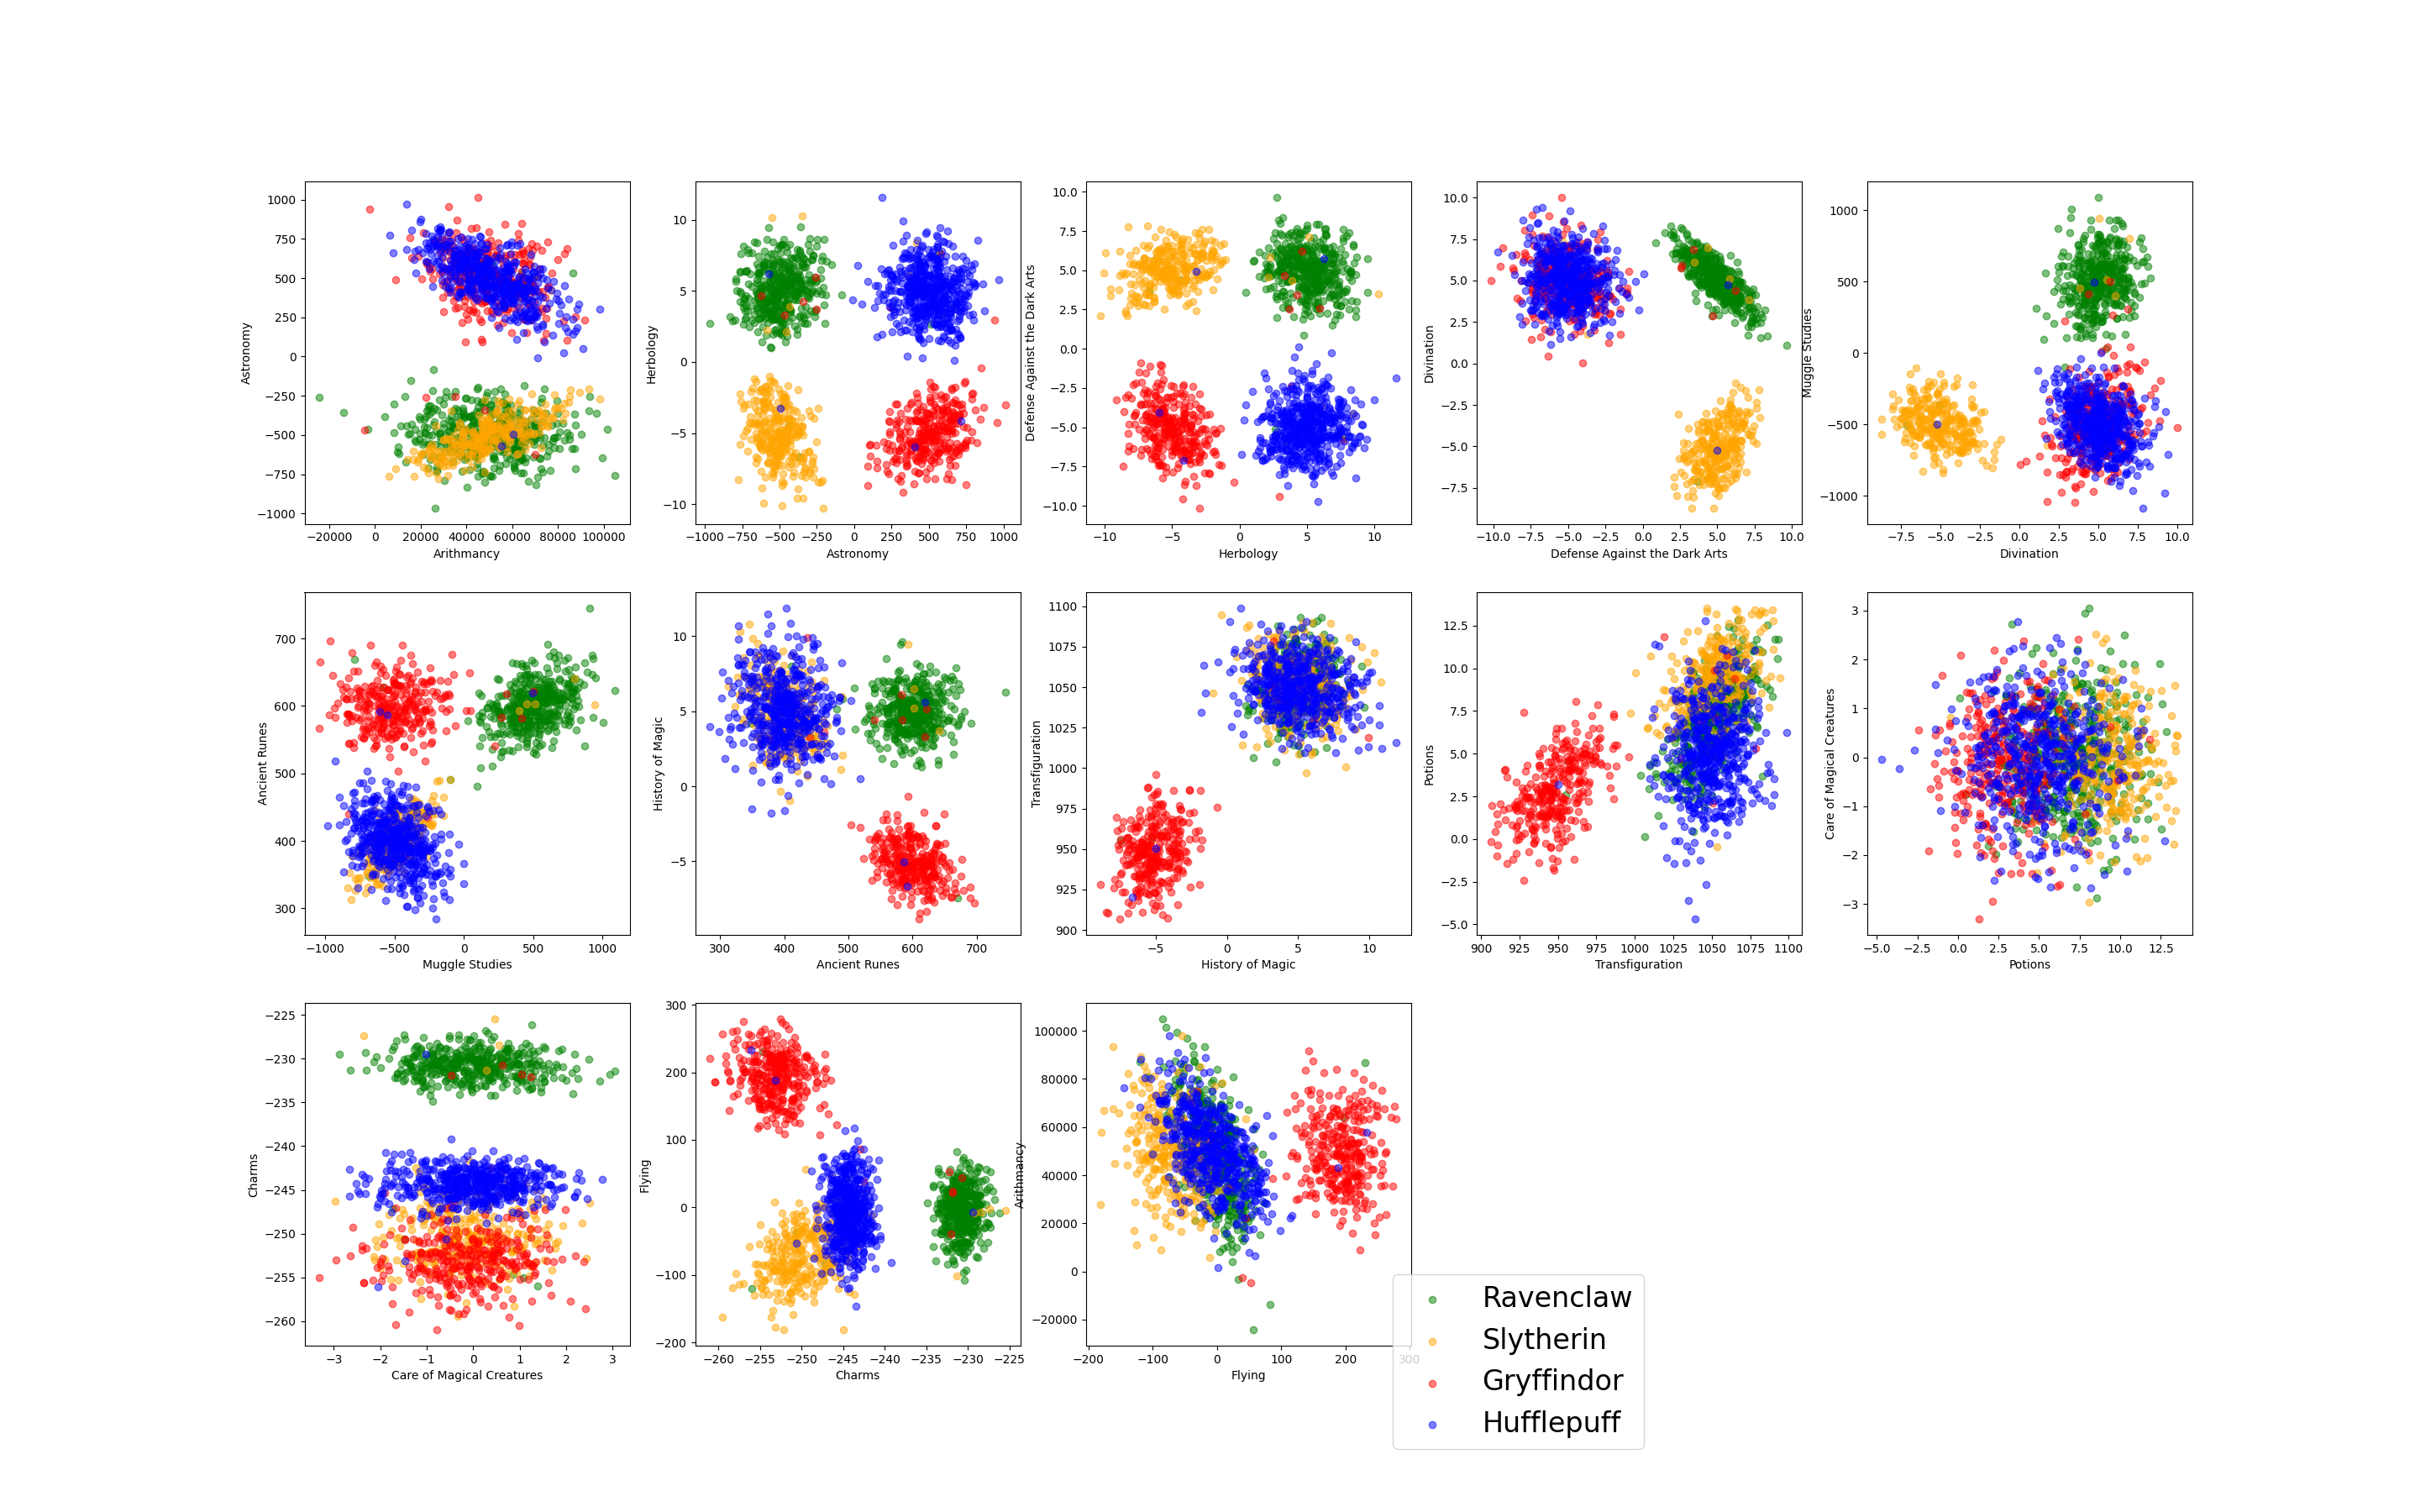 1000
750
500
250
0
−250
−500
−750
−1000
Astronomy
−20000 0 20000 40000 60000 80000 100000
Arithmancy
10
5
0
−5
−10
Herbology
−1000 −750 −500 −250 0 250 500 750 1000
Astronomy
10.0
7.5
5.0
2.5
0.0
−2.5
−5.0
−7.5
−10.0
Defense Against the Dark Arts
−10 −5 0 5 10
Herbology
10.0
7.5
5.0
2.5
0.0
−2.5
−5.0
−7.5
Divination
−10.0 −7.5 −5.0 −2.5 0.0 2.5 5.0 7.5 10.0
Defense Against the Dark Arts
1000
500
0
−500
−1000
Muggle Studies
−7.5 −5.0 −2.5 0.0 2.5 5.0 7.5 10.0
Divination
700
600
500
400
300
Ancient Runes
−1000 −500 0 500 1000
Muggle Studies
10
5
0
−5
History of Magic
300 400 500 600 700
Ancient Runes
1100
1075
1050
1025
1000
975
950
925
900
Transfiguration
−5 0 5 10
History of Magic
12.5
10.0
7.5
5.0
2.5
0.0
−2.5
−5.0
Potions
900 925 950 975 1000 1025 1050 1075 1100
Transfiguration
3
2
1
0
−1
−2
−3
Care of Magical Creatures
−5.0 −2.5 0.0 2.5 5.0 7.5 10.0 12.5
Potions
−225
−230
−235
−240
−245
−250
−255
−260
Charms
−3 −2 −1 0 1 2 3
Care of Magical Creatures
300
200
100
0
−100
−200
Flying
−260 −255 −250 −245 −240 −235 −230 −225
Charms
100000
80000
60000
40000
20000
0
−20000
Arithmancy
−200 −100 0 100 200 300
Flying
Ravenclaw
Slytherin
Gryffindor
Hufflepuff